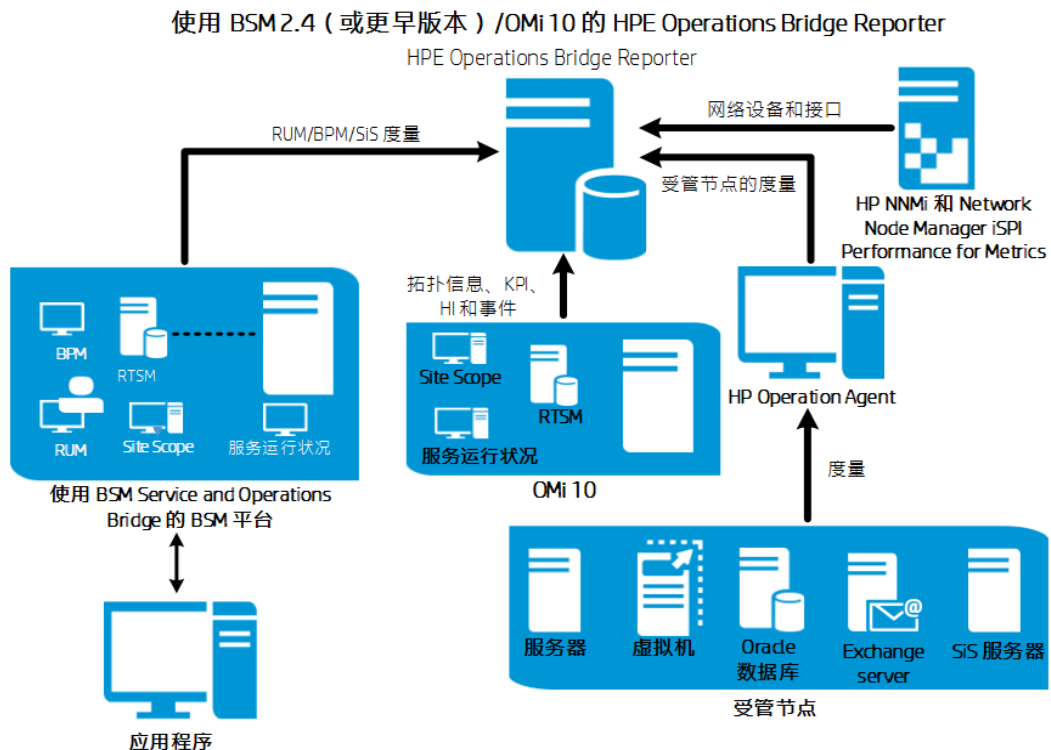 使用 BSM 2.4（或更早版本）/OMi 10 的 HPE Operations Bridge Reporter
HPE Operations Bridge Reporter
网络设备和接口
RUM/BPM/SiS 度量
受管节点的度量
HP NNMi 和 Network
Node Manager iSPI
Performance for Metrics
拓扑信息、KPI、
HI 和事件
BPM
RTSM
RUM
Site Scope
服务运行状况
Site Scope
RTSM
服务运行状况
HP Operation Agent
使用 BSM Service and Operations
Bridge 的 BSM 平台
OMi 10
度量
服务器
虚拟机
Oracle
数据库
@
Exchange
server
SiS 服务器
受管节点
应用程序